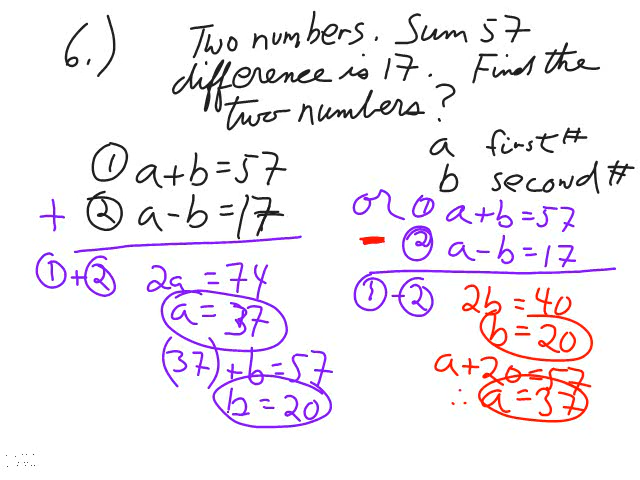 6.) Two numbers. Sum 57
difference is 17. Find the
two numbers?
a first #
b second #
① a+b=57
+ ② a-b=17
①+② 2a=74
a=37
(37)+b=57
b=20
or ① a+b=57
- ② a-b=17
①-② 2b=40
b=20
a+20=57
∴ a=37